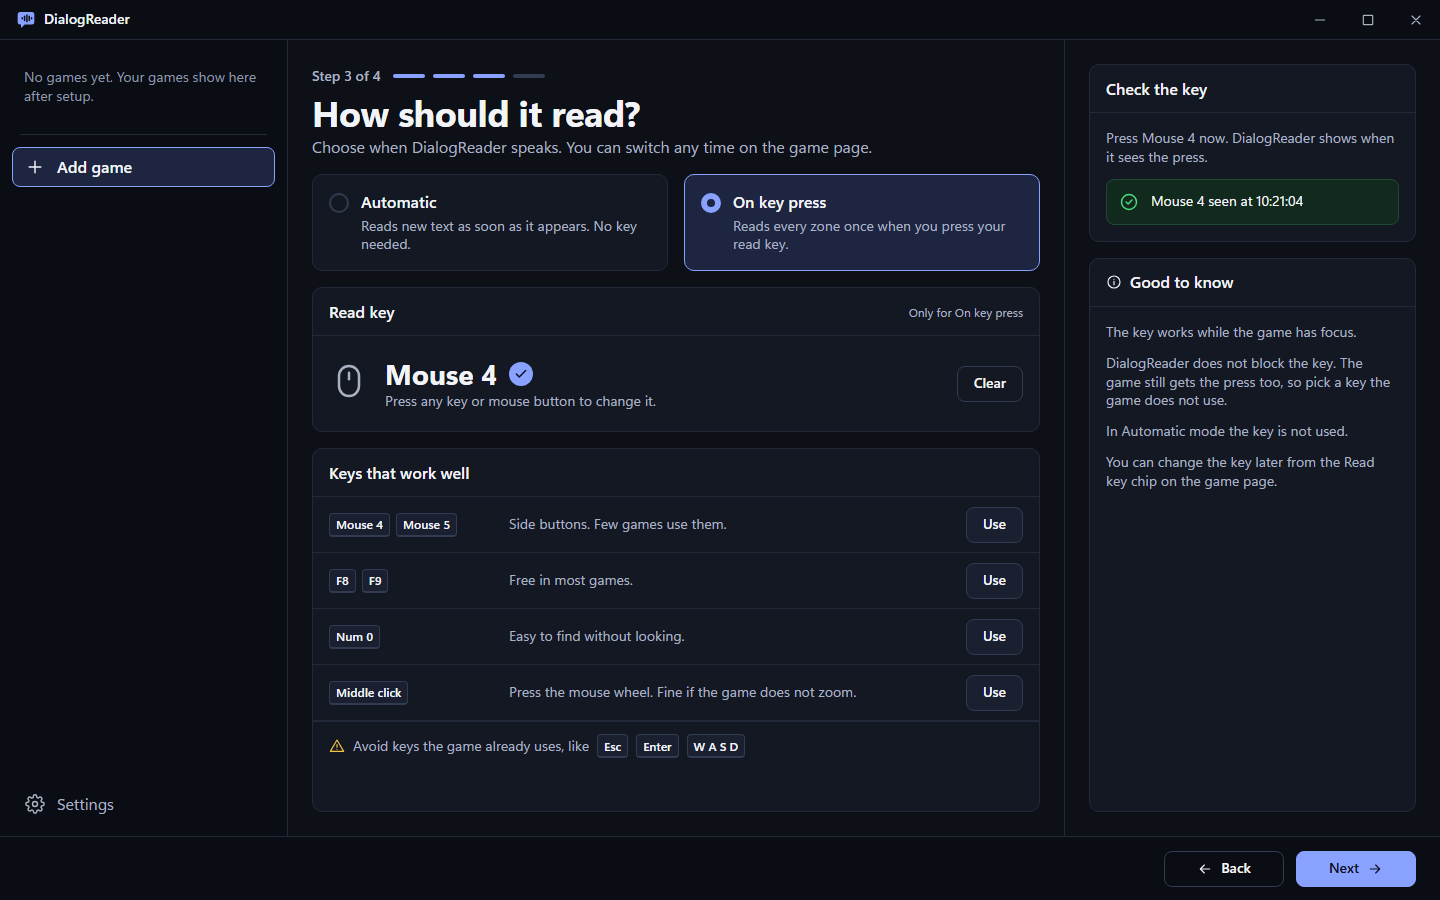 DialogReader
No games yet. Your games show here
after setup.
Add game
Settings
Step 3 of 4
How should it read?
Choose when DialogReader speaks. You can switch any time on the game page.
Automatic
Reads new text as soon as it appears. No key
needed.
On key press
Reads every zone once when you press your
read key.
Read key
Only for On key press
Mouse 4
Press any key or mouse button to change it.
Clear
Keys that work well
Mouse 4 Mouse 5 Side buttons. Few games use them. Use
F8 F9 Free in most games. Use
Num 0 Easy to find without looking. Use
Middle click Press the mouse wheel. Fine if the game does not zoom. Use
Avoid keys the game already uses, like Esc Enter W A S D
Check the key
Press Mouse 4 now. DialogReader shows when
it sees the press.
Mouse 4 seen at 10:21:04
Good to know
The key works while the game has focus.
DialogReader does not block the key. The
game still gets the press too, so pick a key the
game does not use.
In Automatic mode the key is not used.
You can change the key later from the Read
key chip on the game page.
Back
Next